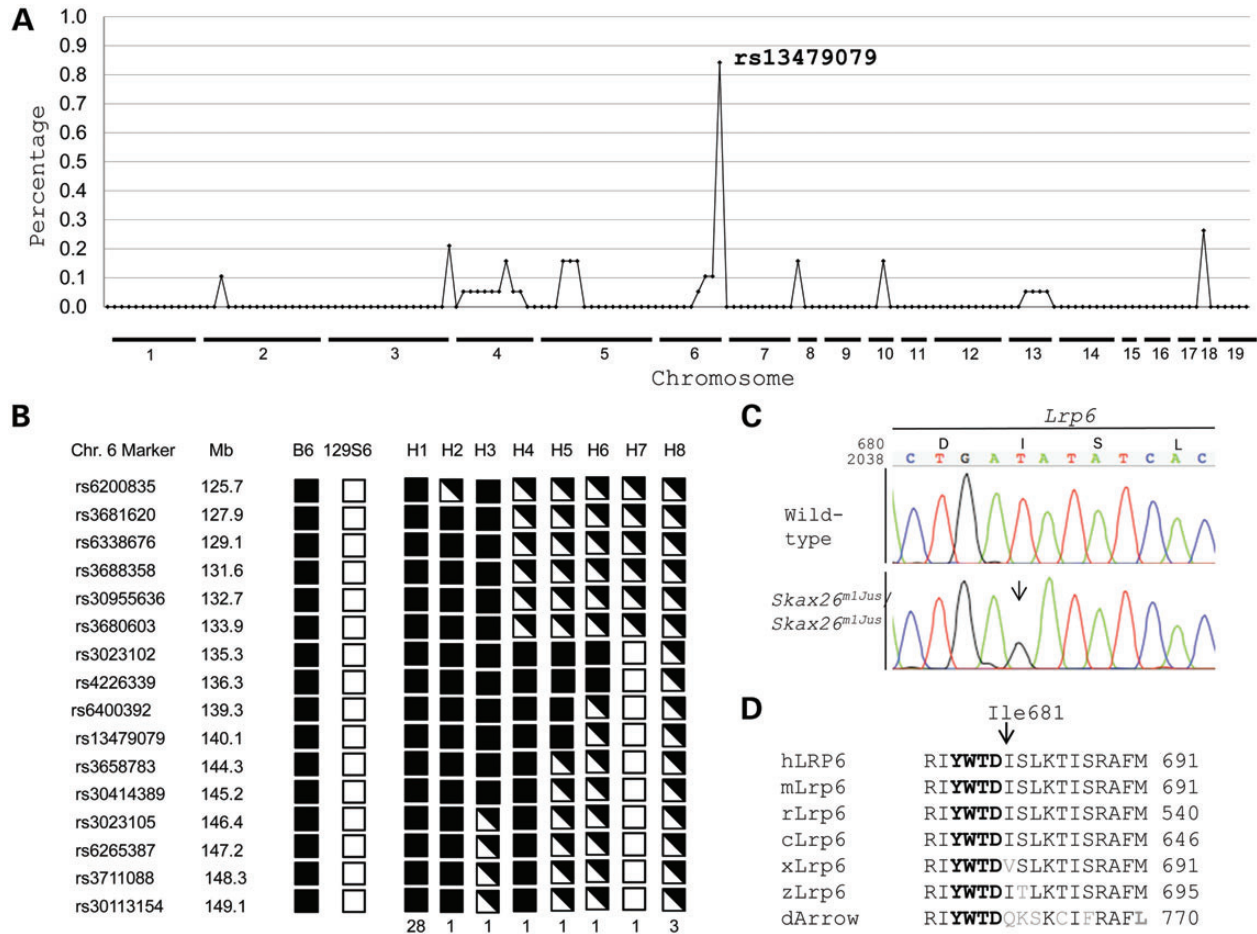 A
1.0
0.9
0.8
0.7
0.6
0.5
0.4
0.3
0.2
0.1
0.0
Percentage
rs13479079
1 2 3 4 5 6 7 8 9 10 11 12 13 14 15 16 17 18 19
Chromosome
B
Chr. 6 Marker Mb B6 129S6 H1 H2 H3 H4 H5 H6 H7 H8
rs6200835 125.7
rs3681620 127.9
rs6338676 129.1
rs3688358 131.6
rs30955636 132.7
rs3680603 133.9
rs3023102 135.3
rs4226339 136.3
rs6400392 139.3
rs13479079 140.1
rs3658783 144.3
rs30414389 145.2
rs3023105 146.4
rs6265387 147.2
rs3711088 148.3
rs30113154 149.1
28 1 1 1 1 1 1 3
C
Lrp6
680 D I S L
2038 C T G A T A T C A C
Wild-
type
Skax26m1Jus/
Skax26m1Jus
D
Ile681
hLRP6 RIYWTDISLKTISRAFM 691
mLrp6 RIYWTDISLKTISRAFM 691
rLrp6 RIYWTDISLKTISRAFM 540
cLrp6 RIYWTDISLKTISRAFM 646
xLrp6 RIYWTDVSLKTISRAFM 691
zLrp6 RIYWTDITLKTISRAFM 695
dArrow RIYWTDQKSKCIFRAFL 770